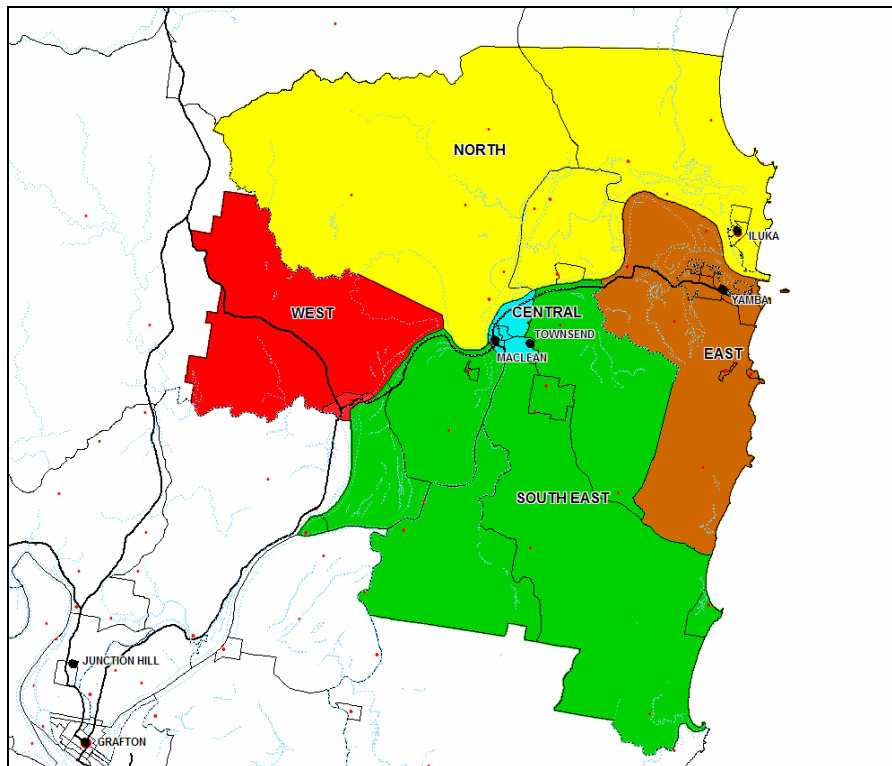 NORTH
ILUKA
YAMBA
WEST
CENTRAL
TOWNSEND
MACLEAN
EAST
SOUTH EAST
JUNCTION HILL
GRAFTON